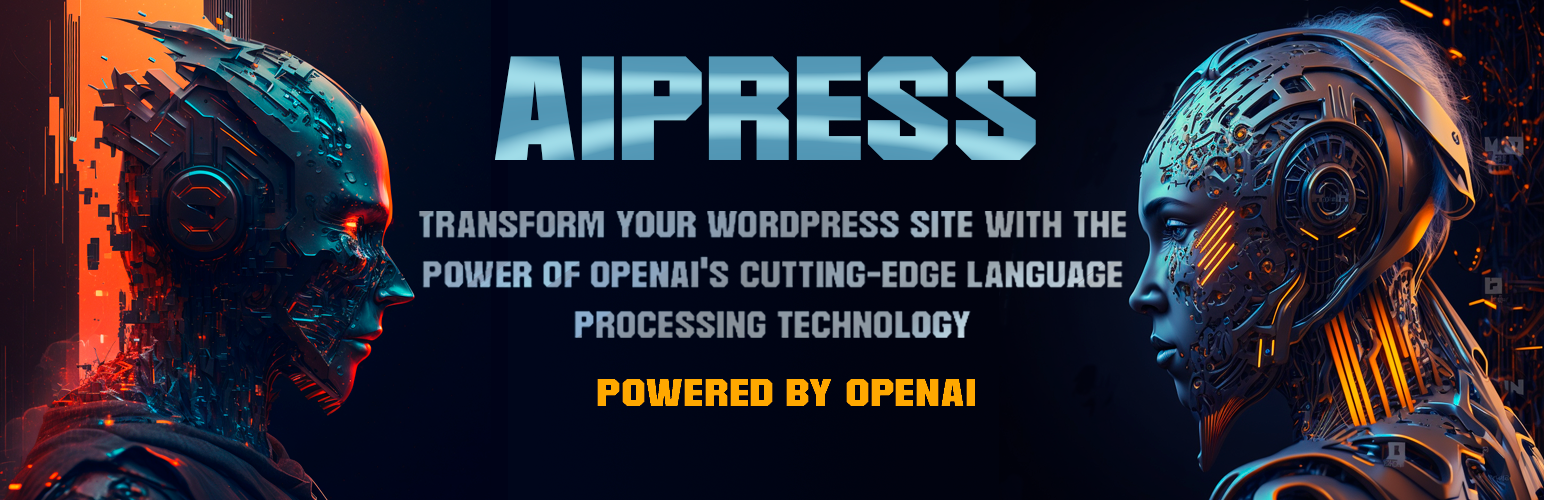 AIPRESS
TRANSFORM YOUR WORDPRESS SITE WITH THE
POWER OF OPENAI'S CUTTING-EDGE LANGUAGE
PROCESSING TECHNOLOGY
POWERED BY OPENAI